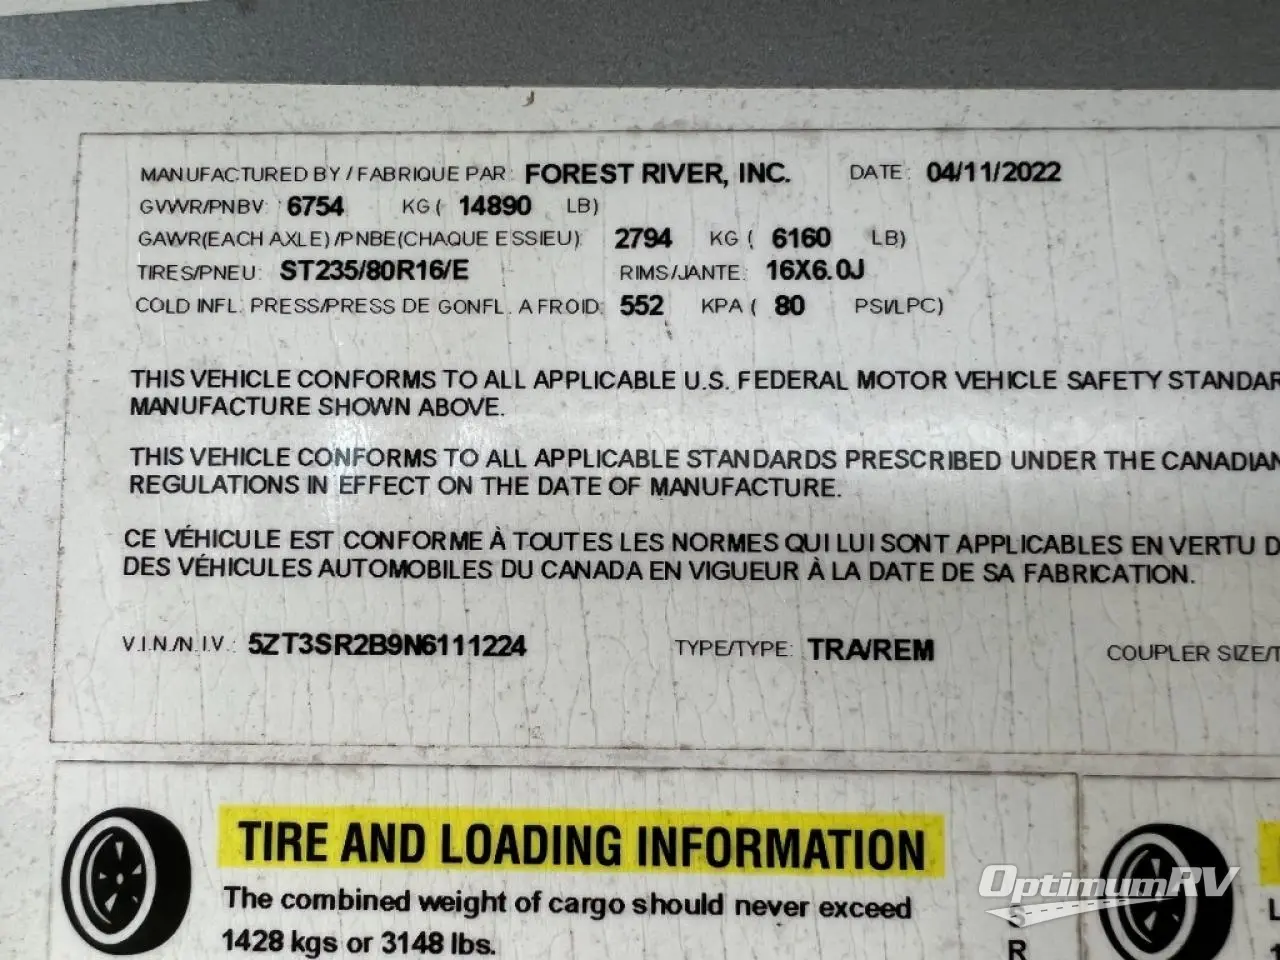 MANUFACTURED BY / FABRIQUE PAR: FOREST RIVER, INC. DATE: 04/11/2022
GVWR/PNBV: 6754 KG ( 14890 LB)
GAWR(EACH AXLE)/PNBE(CHAQUE ESSIEU): 2794 KG ( 6160 LB)
TIRES/PNEU: ST235/80R16/E RIMS/JANTE: 16X6.0J
COLD INFL. PRESS/PRESS DE GONFL. A FROID: 552 KPA ( 80 PSI/LPC)
THIS VEHICLE CONFORMS TO ALL APPLICABLE U.S. FEDERAL MOTOR VEHICLE SAFETY STANDAR
MANUFACTURE SHOWN ABOVE.
THIS VEHICLE CONFORMS TO ALL APPLICABLE STANDARDS PRESCRIBED UNDER THE CANADIAN
REGULATIONS IN EFFECT ON THE DATE OF MANUFACTURE.
CE VÉHICULE EST CONFORME À TOUTES LES NORMES QUI LUI SONT APPLICABLES EN VERTU D
DES VÉHICULES AUTOMOBILES DU CANADA EN VIGUEUR À LA DATE DE SA FABRICATION.
V.I.N./N.I.V.: 5ZT3SR2B9N6111224 TYPE/TYPE: TRA/REM COUPLER SIZE/T
TIRE AND LOADING INFORMATION
The combined weight of cargo should never exceed
1428 kgs or 3148 lbs.
S
R
OptimumRV